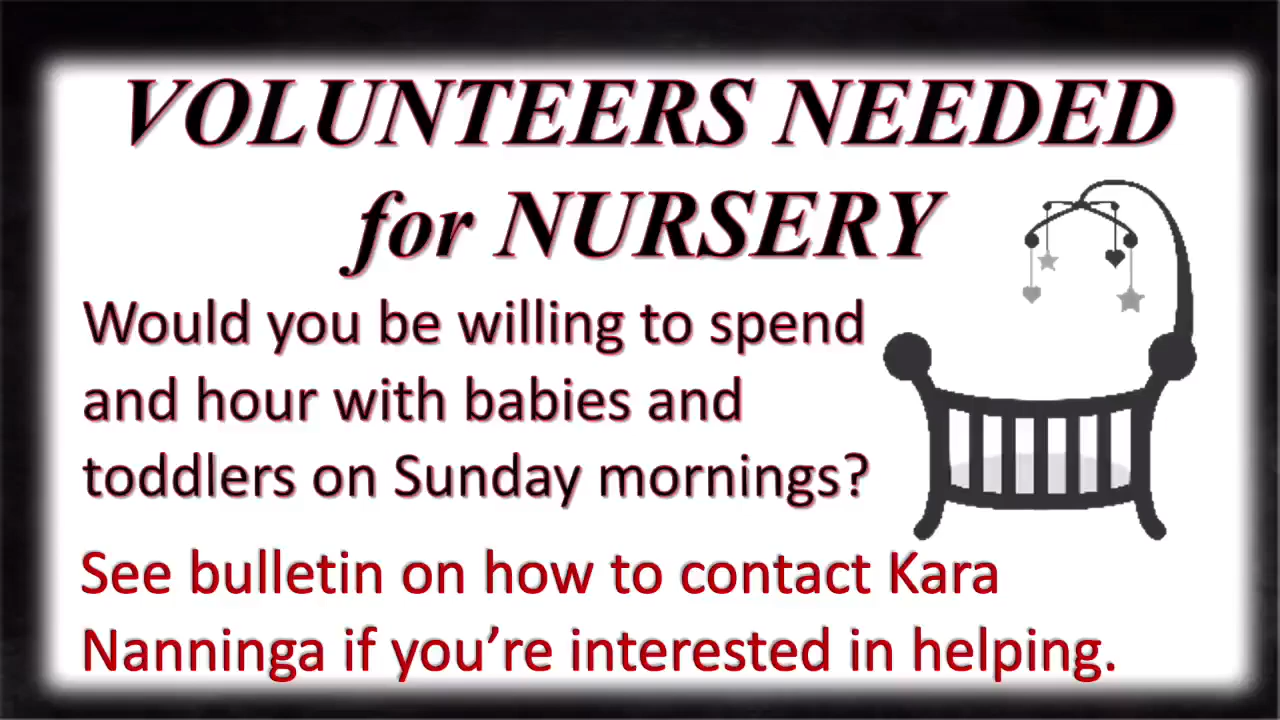 VOLUNTEERS NEEDED
for NURSERY
Would you be willing to spend
and hour with babies and
toddlers on Sunday mornings?
See bulletin on how to contact Kara
Nanninga if you’re interested in helping.